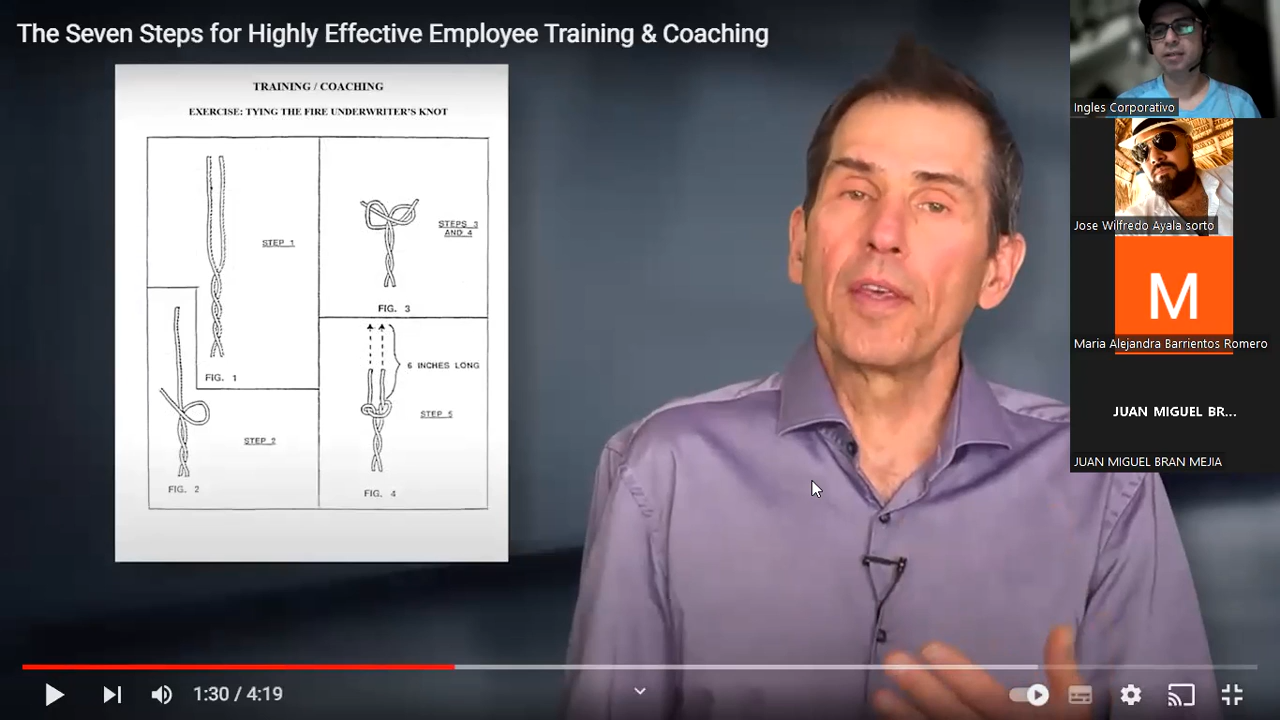 The Seven Steps for Highly Effective Employee Training & Coaching
TRAINING / COACHING
EXERCISE: TYING THE FIRE UNDERWRITER'S KNOT
STEP 1
FIG. 1
STEPS 3
AND 4
FIG. 3
STEP 2
FIG. 2
6 INCHES LONG
STEP 5
FIG. 4
1:30 / 4:19
Ingles Corporativo
Jose Wilfredo Ayala sorto
M
Maria Alejandra Barrientos Romero
JUAN MIGUEL BR...
JUAN MIGUEL BRAN MEJIA